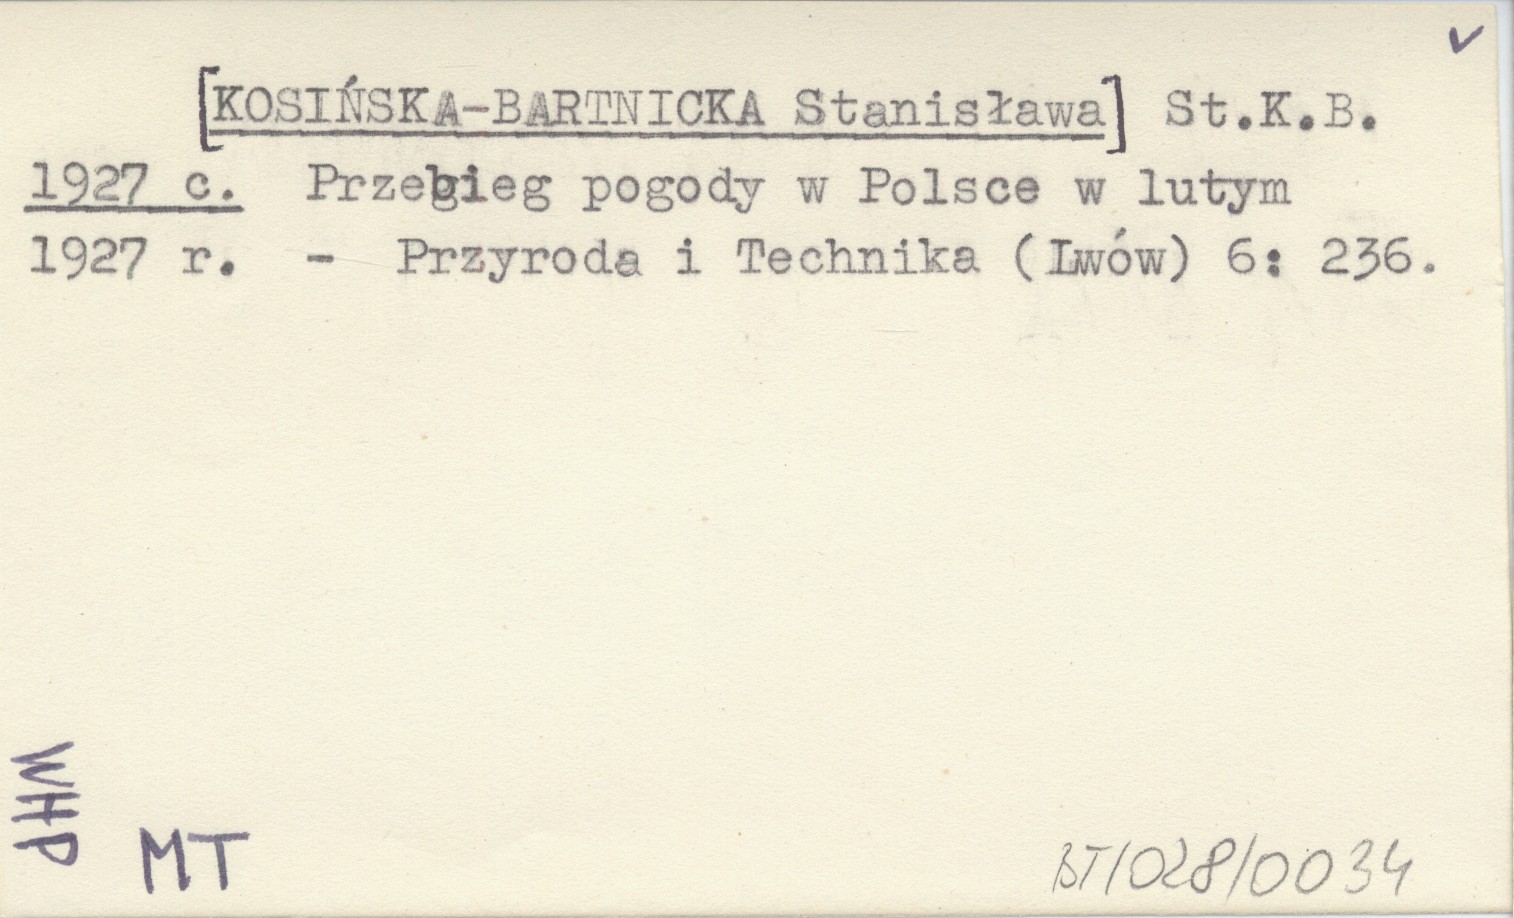 [KOSIŃSKA-BARTNICKA Stanisława] St.K.B.
1927 c. Przebieg pogody w Polsce w lutym
1927 r. - Przyroda i Technika (Lwów) 6: 236.
WHP
MT
BT/028/0034